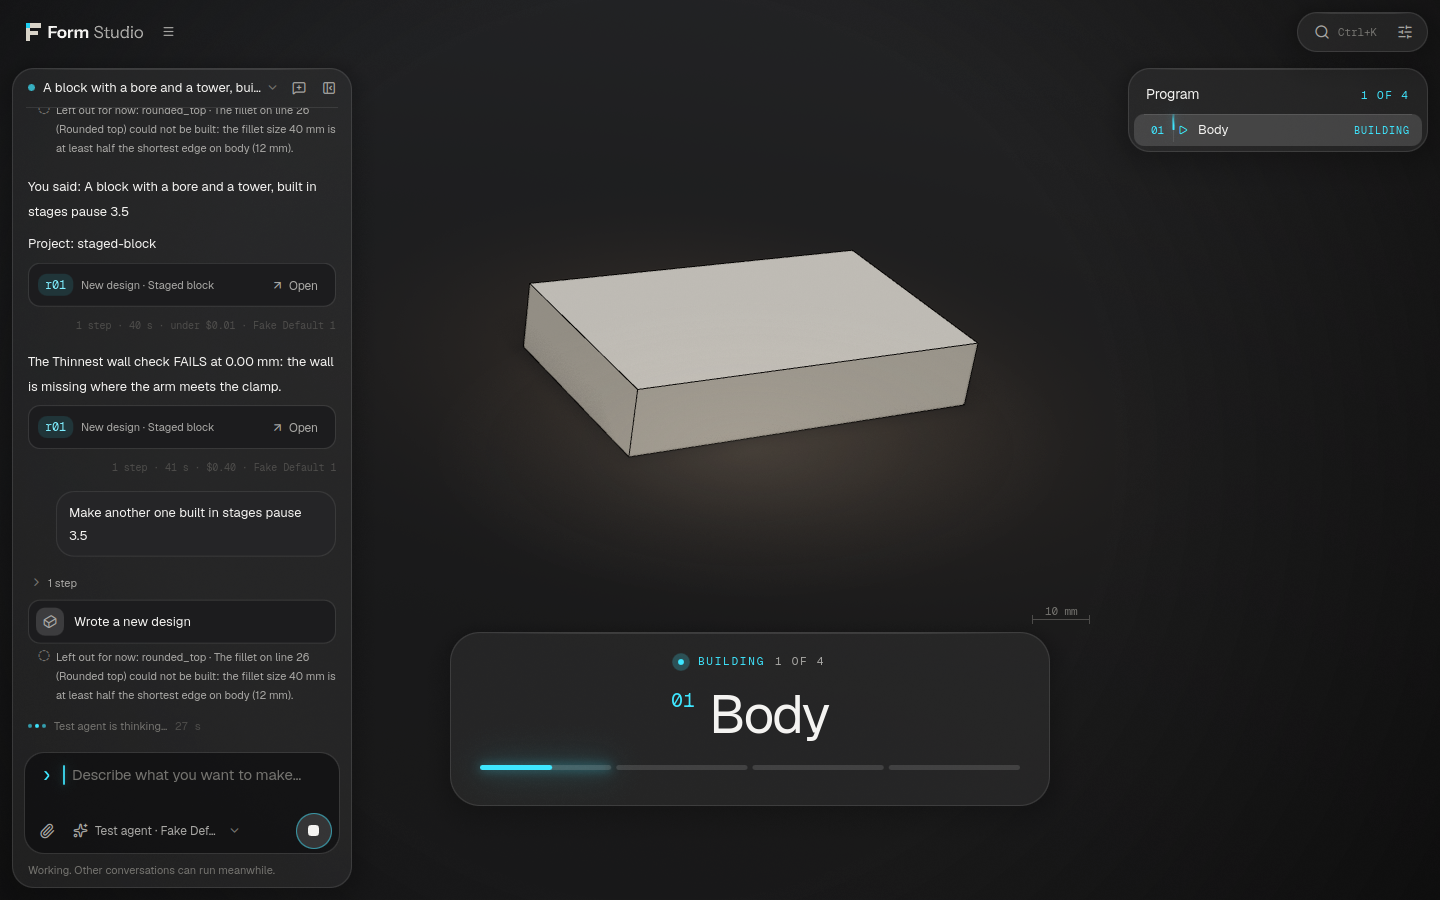 Form Studio
Ctrl+K
A block with a bore and a tower, bui...
Left out for now: rounded_top · The fillet on line 26
(Rounded top) could not be built: the fillet size 40 mm is
at least half the shortest edge on body (12 mm).
You said: A block with a bore and a tower, built in
stages pause 3.5
Project: staged-block
r01 New design · Staged block Open
1 step · 40 s · under $0.01 · Fake Default 1
The Thinnest wall check FAILS at 0.00 mm: the wall
is missing where the arm meets the clamp.
r01 New design · Staged block Open
1 step · 41 s · $0.40 · Fake Default 1
Make another one built in stages pause
3.5
1 step
Wrote a new design
Left out for now: rounded_top · The fillet on line 26
(Rounded top) could not be built: the fillet size 40 mm is
at least half the shortest edge on body (12 mm).
Test agent is thinking... 27 s
Describe what you want to make...
Test agent · Fake Def...
Working. Other conversations can run meanwhile.
Program 1 OF 4
01 Body BUILDING
10 mm
BUILDING 1 OF 4
01 Body